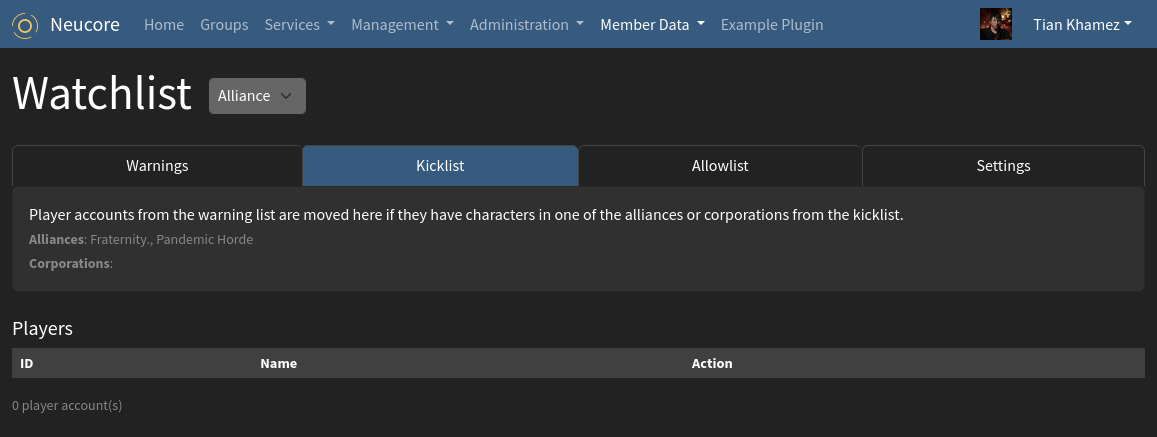 Neucore Home Groups Services Management Administration Member Data Example Plugin Tian Khamez
Watchlist Alliance
Warnings Kicklist Allowlist Settings
Player accounts from the warning list are moved here if they have characters in one of the alliances or corporations from the kicklist.
Alliances: Fraternity., Pandemic Horde
Corporations:
Players
ID Name Action
0 player account(s)